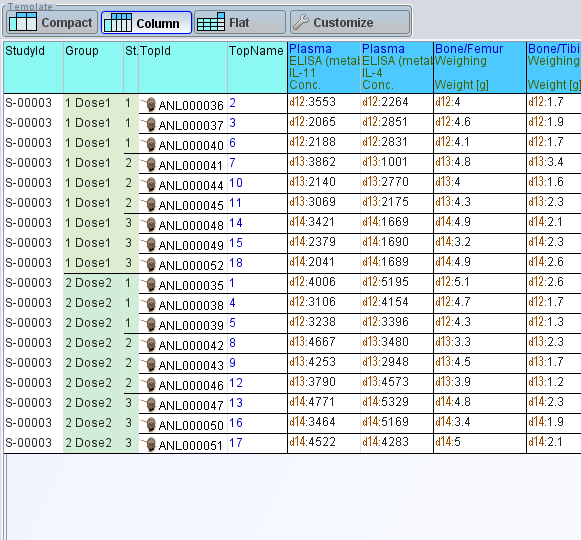 Template
Compact Column Flat Customize
StudyId Group St. TopId TopName Plasma Plasma Bone/Femur Bone/Tibi
ELISA (metal ELISA (metal Weighing Weighing
IL-11 IL-4
Conc. Conc. Weight [g] Weight [g]
S-00003 1 Dose1 1 ANL000036 2 d12:3553 d12:2264 d12:4 d12:1.7
S-00003 1 Dose1 1 ANL000037 3 d12:2065 d12:2851 d12:4.6 d12:1.9
S-00003 1 Dose1 1 ANL000040 6 d12:2188 d12:2831 d12:4.1 d12:1.7
S-00003 1 Dose1 2 ANL000041 7 d13:3862 d13:1001 d13:4.8 d13:3.4
S-00003 1 Dose1 2 ANL000044 10 d13:2140 d13:2770 d13:4 d13:1.6
S-00003 1 Dose1 2 ANL000045 11 d13:3069 d13:2175 d13:4.3 d13:2.3
S-00003 1 Dose1 3 ANL000048 14 d14:3421 d14:1669 d14:4.9 d14:2.1
S-00003 1 Dose1 3 ANL000049 15 d14:2379 d14:1690 d14:3.2 d14:2.3
S-00003 1 Dose1 3 ANL000052 18 d14:2041 d14:1689 d14:4.9 d14:2.6
S-00003 2 Dose2 1 ANL000035 1 d12:4006 d12:5195 d12:5.1 d12:2.6
S-00003 2 Dose2 1 ANL000038 4 d12:3106 d12:4154 d12:4.7 d12:1.7
S-00003 2 Dose2 1 ANL000039 5 d12:3238 d12:3396 d12:4.3 d12:1.3
S-00003 2 Dose2 2 ANL000042 8 d13:4667 d13:3480 d13:3.3 d13:2.3
S-00003 2 Dose2 2 ANL000043 9 d13:4253 d13:2948 d13:4.5 d13:1.7
S-00003 2 Dose2 2 ANL000046 12 d13:3790 d13:4573 d13:3.9 d13:1.2
S-00003 2 Dose2 3 ANL000047 13 d14:4771 d14:5329 d14:4.8 d14:2.3
S-00003 2 Dose2 3 ANL000050 16 d14:3464 d14:5169 d14:3.4 d14:1.9
S-00003 2 Dose2 3 ANL000051 17 d14:4522 d14:4283 d14:5 d14:2.1